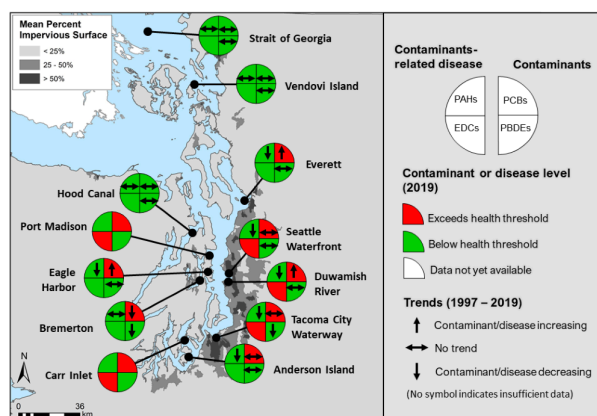 Mean Percent
Impervious Surface
< 25%
25 - 50%
> 50%
Strait of Georgia
Vendovi Island
Everett
Hood Canal
Port Madison
Seattle
Waterfront
Eagle
Harbor
Duwamish
River
Bremerton
Tacoma City
Waterway
Carr Inlet
Anderson Island
N
0
36
km
Contaminants-
related disease
Contaminants
PAHs
PCBs
EDCs
PBDEs
Contaminant or disease level
(2019)
Exceeds health threshold
Below health threshold
Data not yet available
Trends (1997 – 2019)
Contaminant/disease increasing
No trend
Contaminant/disease decreasing
(No symbol indicates insufficient data)